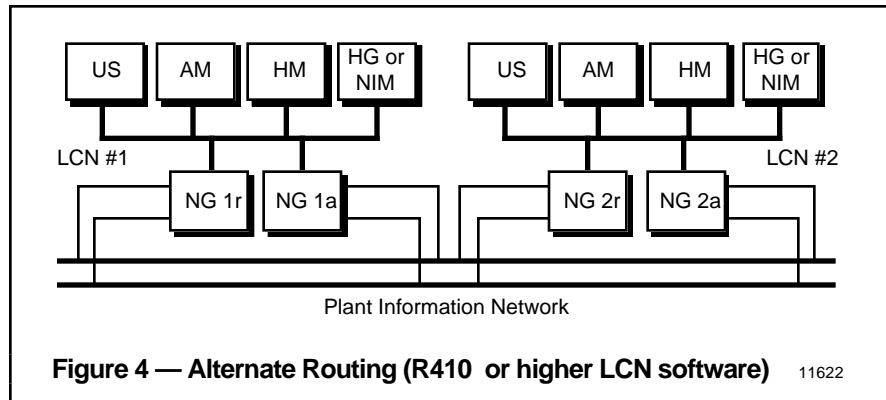 US AM HM HG or NIM US AM HM HG or NIM
LCN #1 LCN #2
NG 1r NG 1a NG 2r NG 2a
Plant Information Network
Figure 4 — Alternate Routing (R410 or higher LCN software) 11622